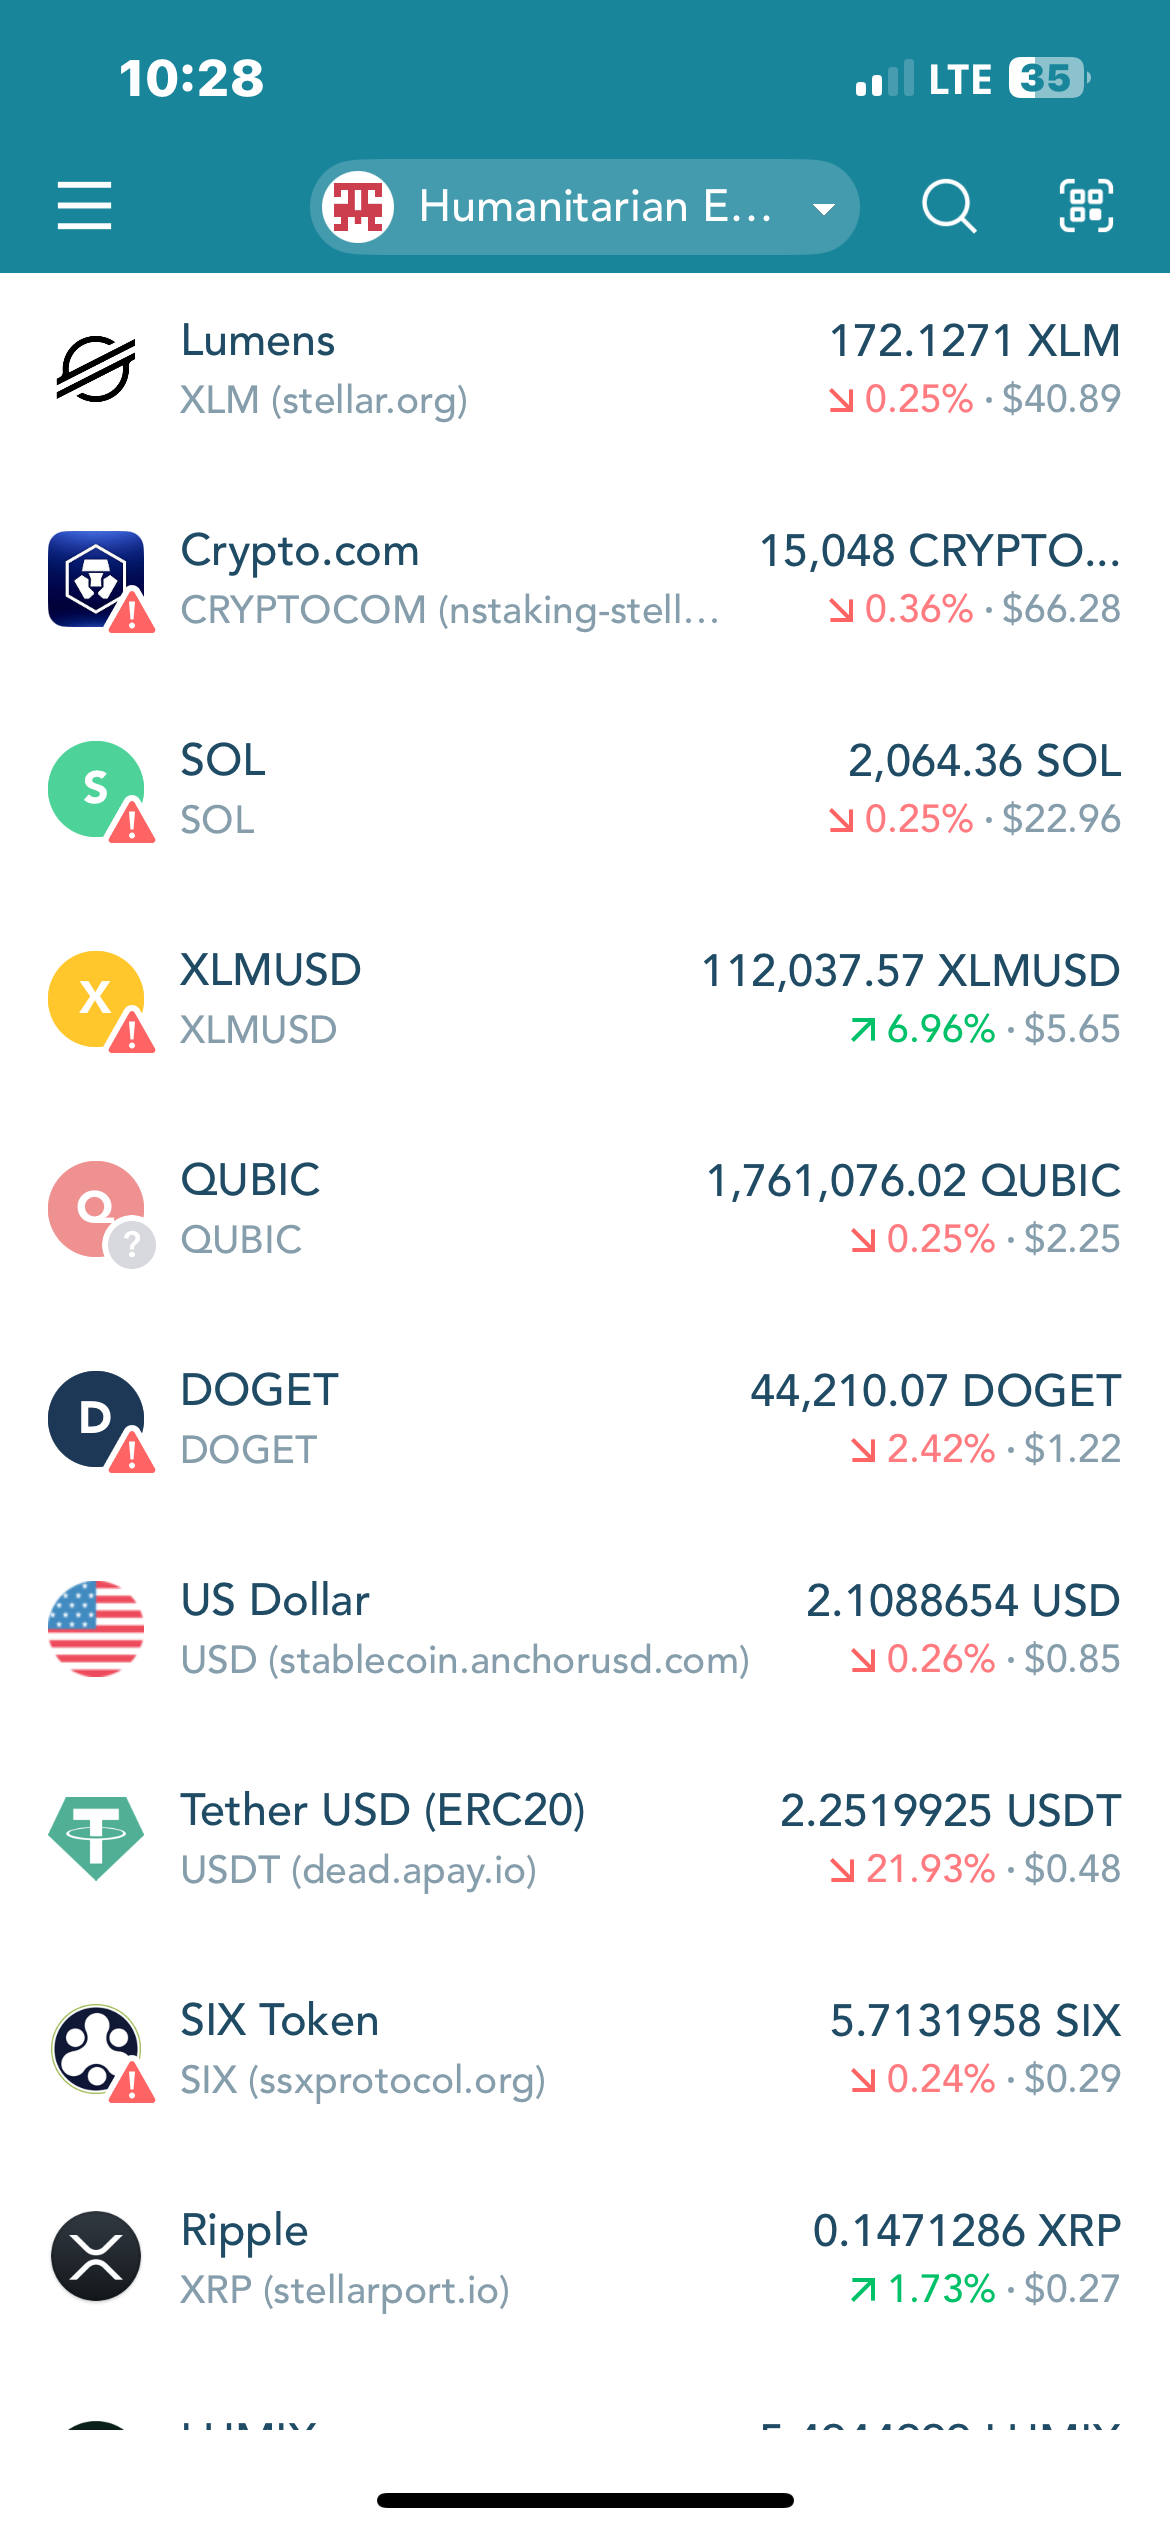 10:28
LTE 35
Humanitarian E...
Lumens
172.1271 XLM
XLM (stellar.org)
0.25% · $40.89
Crypto.com
15,048 CRYPTO...
CRYPTOCOM (nstaking-stell...
0.36% · $66.28
S
SOL
2,064.36 SOL
SOL
0.25% · $22.96
X
XLMUSD
112,037.57 XLMUSD
XLMUSD
6.96% · $5.65
Q
QUBIC
1,761,076.02 QUBIC
?
QUBIC
0.25% · $2.25
D
DOGET
44,210.07 DOGET
DOGET
2.42% · $1.22
US Dollar
2.1088654 USD
USD (stablecoin.anchorusd.com)
0.26% · $0.85
Tether USD (ERC20)
2.2519925 USDT
USDT (dead.apay.io)
21.93% · $0.48
SIX Token
5.7131958 SIX
SIX (ssxprotocol.org)
0.24% · $0.29
Ripple
0.1471286 XRP
XRP (stellarport.io)
1.73% · $0.27